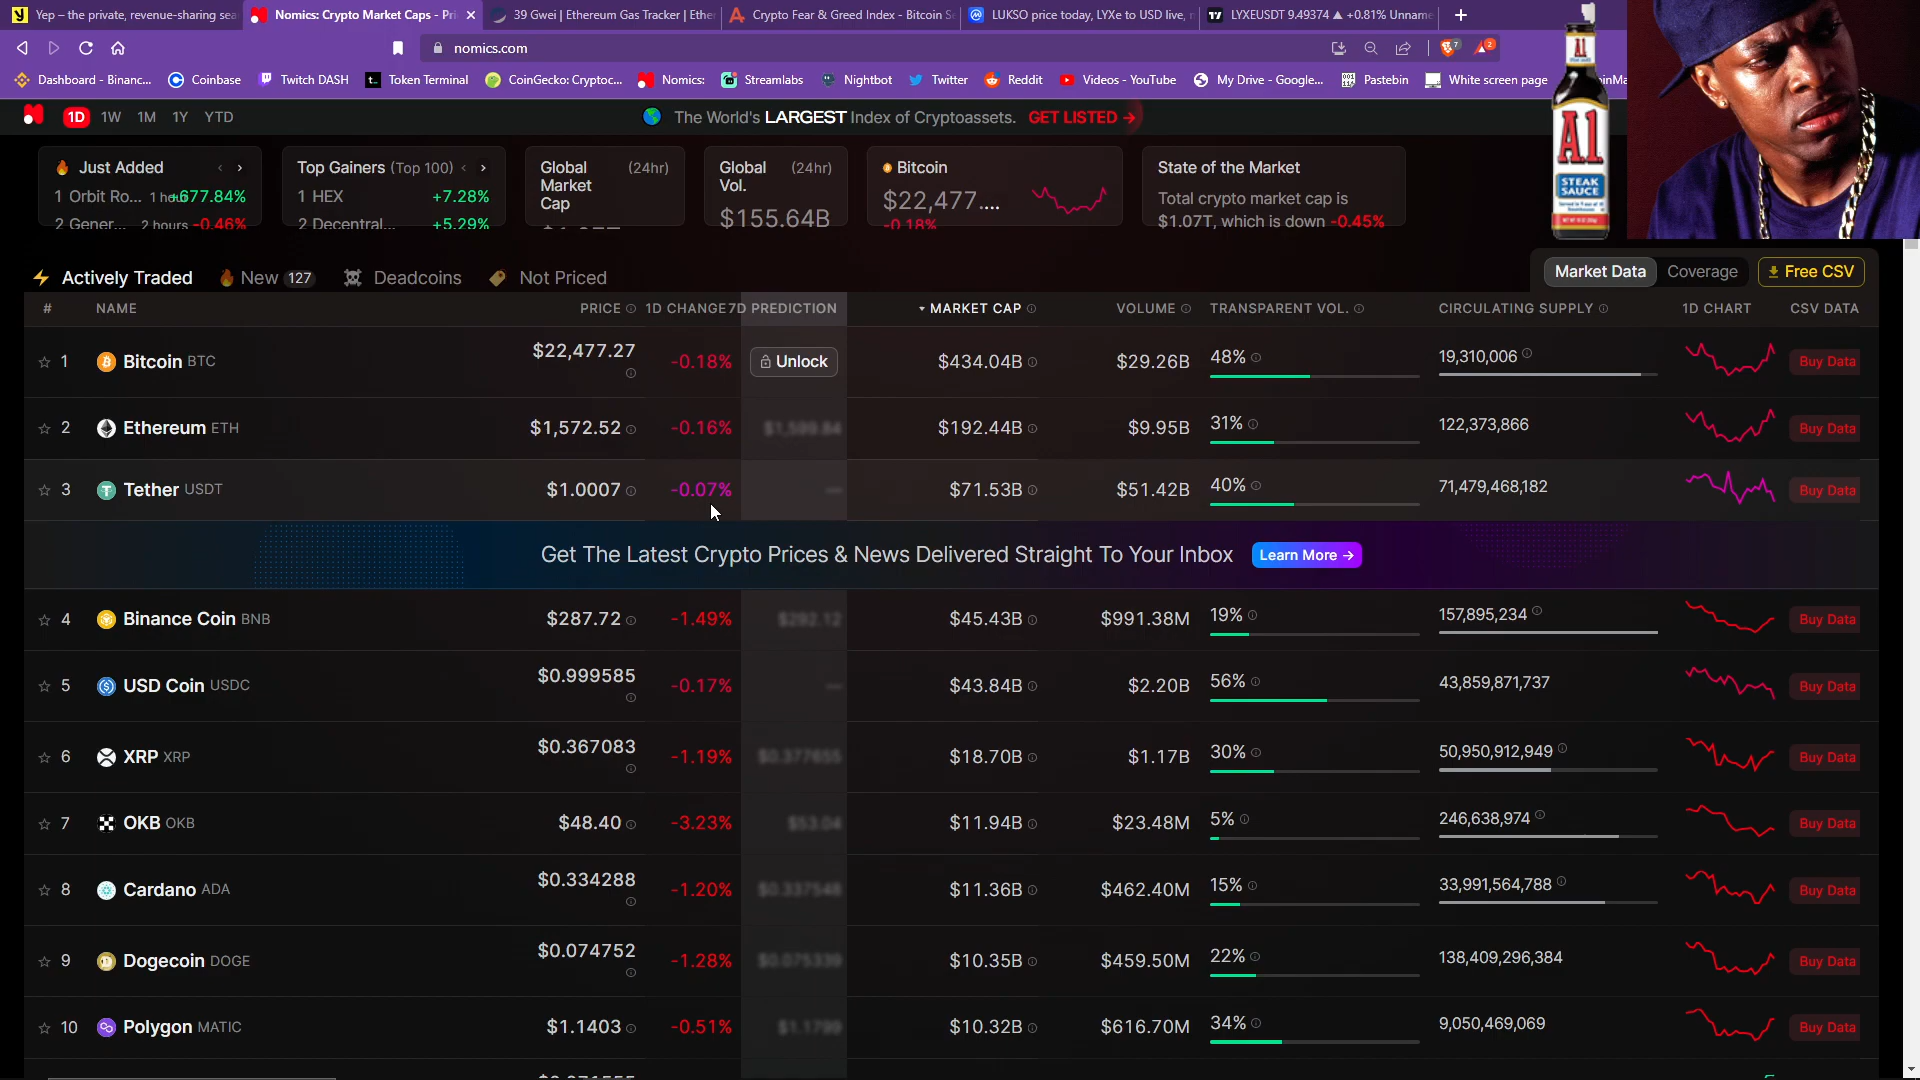 Yep – the private, revenue-sharing sea
Nomics: Crypto Market Caps - Pri
39 Gwei | Ethereum Gas Tracker | Ether
Crypto Fear & Greed Index - Bitcoin S
LUKSO price today, LYXe to USD live,
LYXEUSDT 9.49374 ▲ +0.81% Unname
nomics.com
Dashboard - Binanc...
Coinbase
Twitch DASH
Token Terminal
CoinGecko: Cryptoc...
Nomics:
Streamlabs
Nightbot
Twitter
Reddit
Videos - YouTube
My Drive - Google...
Pastebin
White screen page
7
2
A1
STEAK SAUCE
1D 1W 1M 1Y YTD
The World's LARGEST Index of Cryptoassets. GET LISTED →
Just Added
1 Orbit Ro... +677.84%
2 Gener... 2 hours -0.46%
Top Gainers (Top 100)
1 HEX +7.28%
2 Decentral... +5.29%
Global Market Cap (24hr)
Global Vol. (24hr)
$155.64B
Bitcoin
$22,477....
-0.18%
State of the Market
Total crypto market cap is
$1.07T, which is down -0.45%
Actively Traded New 127 Deadcoins Not Priced
Market Data Coverage Free CSV
# NAME PRICE 1D CHANGE 7D PREDICTION MARKET CAP VOLUME TRANSPARENT VOL. CIRCULATING SUPPLY 1D CHART CSV DATA
1 Bitcoin BTC $22,477.27 -0.18% Unlock $434.04B $29.26B 48% 19,310,006 Buy Data
2 Ethereum ETH $1,572.52 -0.16% $1,599.84 $192.44B $9.95B 31% 122,373,866 Buy Data
3 Tether USDT $1.0007 -0.07% — $71.53B $51.42B 40% 71,479,468,182 Buy Data
Get The Latest Crypto Prices & News Delivered Straight To Your Inbox Learn More →
4 Binance Coin BNB $287.72 -1.49% $292.12 $45.43B $991.38M 19% 157,895,234 Buy Data
5 USD Coin USDC $0.999585 -0.17% — $43.84B $2.20B 56% 43,859,871,737 Buy Data
6 XRP XRP $0.367083 -1.19% $0.377655 $18.70B $1.17B 30% 50,950,912,949 Buy Data
7 OKB OKB $48.40 -3.23% $53.04 $11.94B $23.48M 5% 246,638,974 Buy Data
8 Cardano ADA $0.334288 -1.20% $0.337548 $11.36B $462.40M 15% 33,991,564,788 Buy Data
9 Dogecoin DOGE $0.074752 -1.28% $0.075339 $10.35B $459.50M 22% 138,409,296,384 Buy Data
10 Polygon MATIC $1.1403 -0.51% $1.1799 $10.32B $616.70M 34% 9,050,469,069 Buy Data